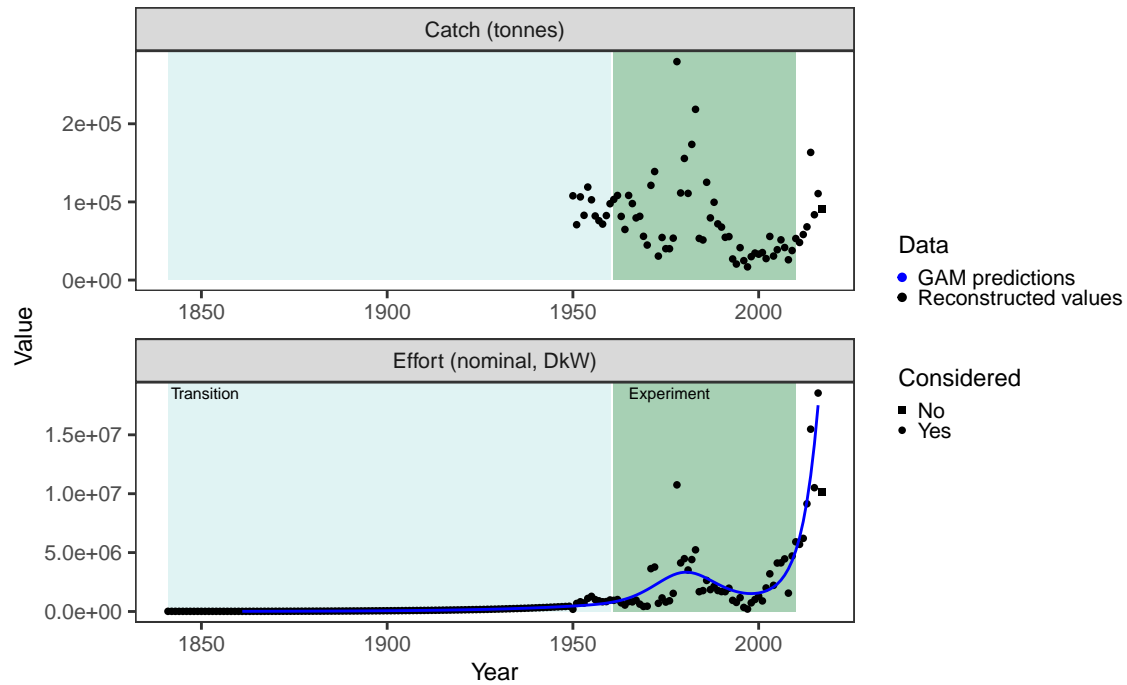 Catch (tonnes)
2e+05
1e+05
0e+00
1850 1900 1950 2000
Value
Effort (nominal, DkW)
Transition Experiment
1.5e+07
1.0e+07
5.0e+06
0.0e+00
1850 1900 1950 2000
Year
Data
GAM predictions
Reconstructed values
Considered
No
Yes